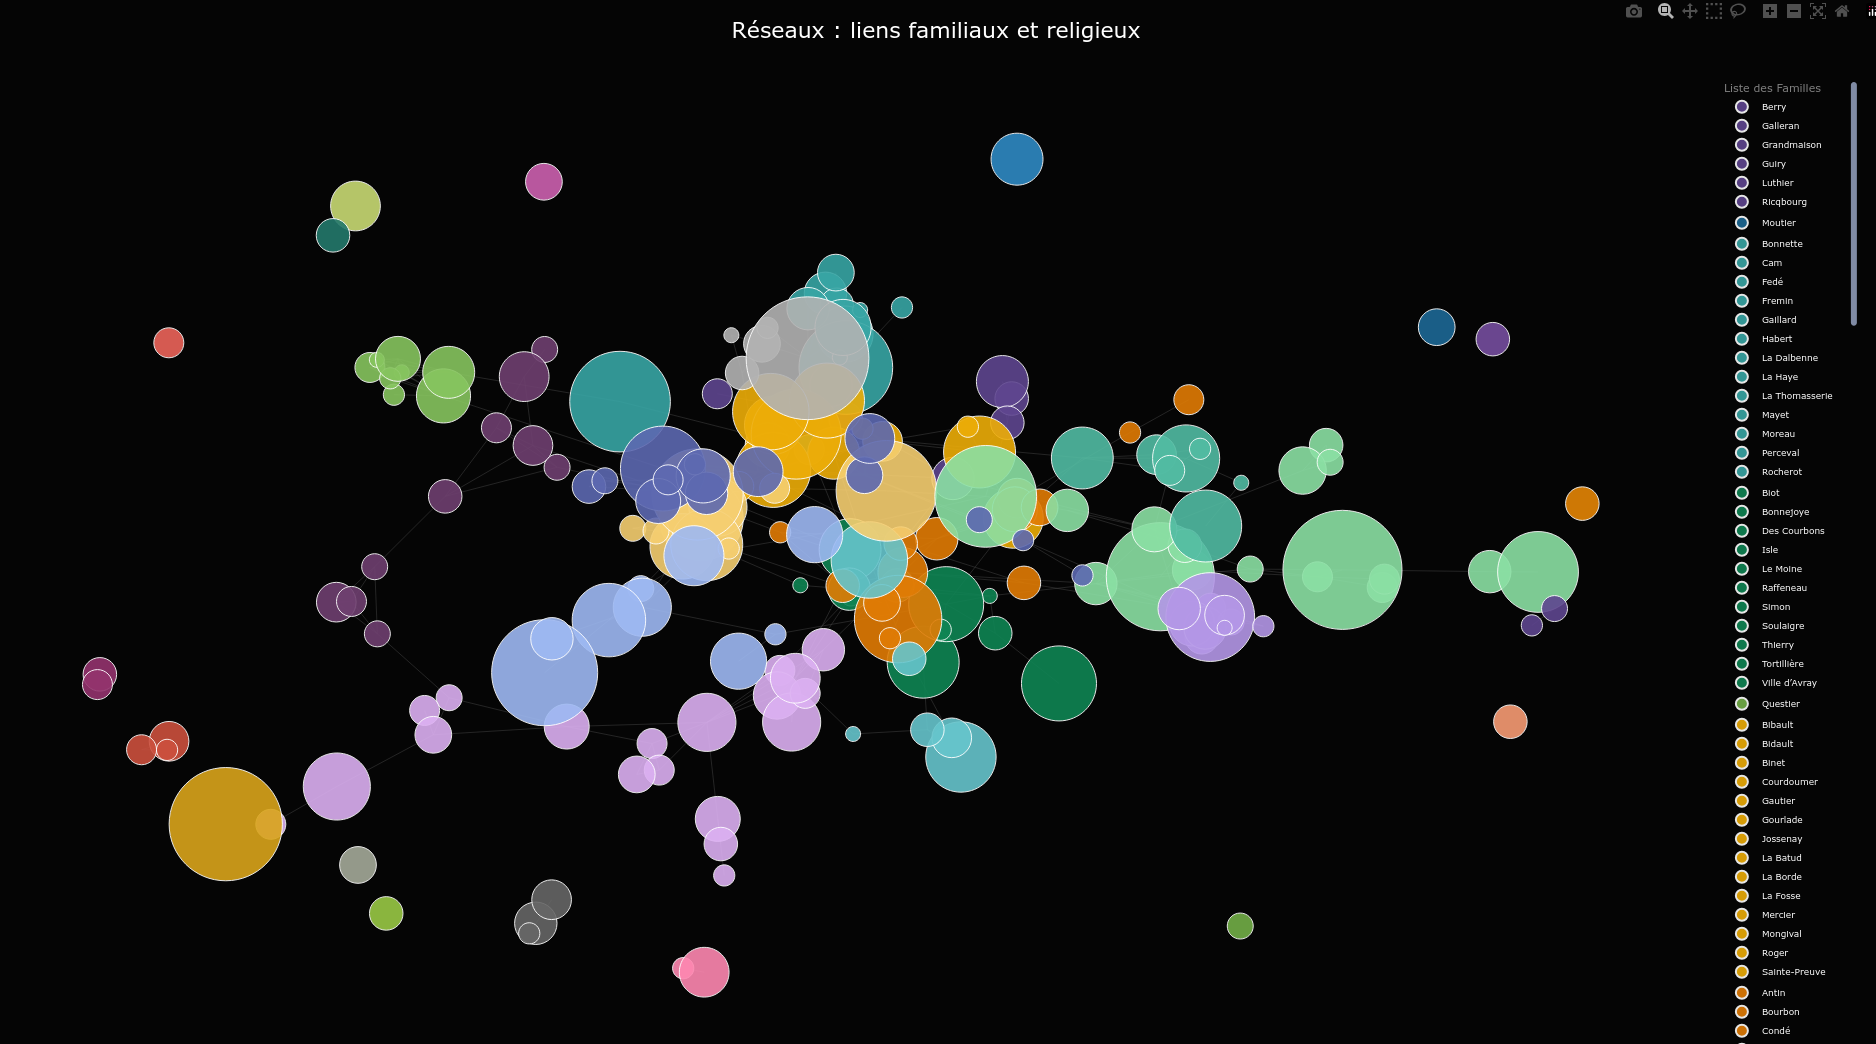 Réseaux : liens familiaux et religieux
Liste des Familles
Berry
Galleran
Grandmaison
Guiry
Luthier
Ricqbourg
Moutier
Bonnette
Cam
Fedé
Fremin
Gaillard
Habert
La Dalbenne
La Haye
La Thomasserie
Mayet
Moreau
Perceval
Rocherot
Biot
Bonnejoye
Des Courbons
Isle
Le Moine
Raffeneau
Simon
Soulaigre
Thierry
Tortillière
Ville d’Avray
Questier
Bibault
Bidault
Binet
Courdoumer
Gautier
Gourlade
Jossenay
La Batud
La Borde
La Fosse
Mercier
Mongival
Roger
Sainte-Preuve
Antin
Bourbon
Condé